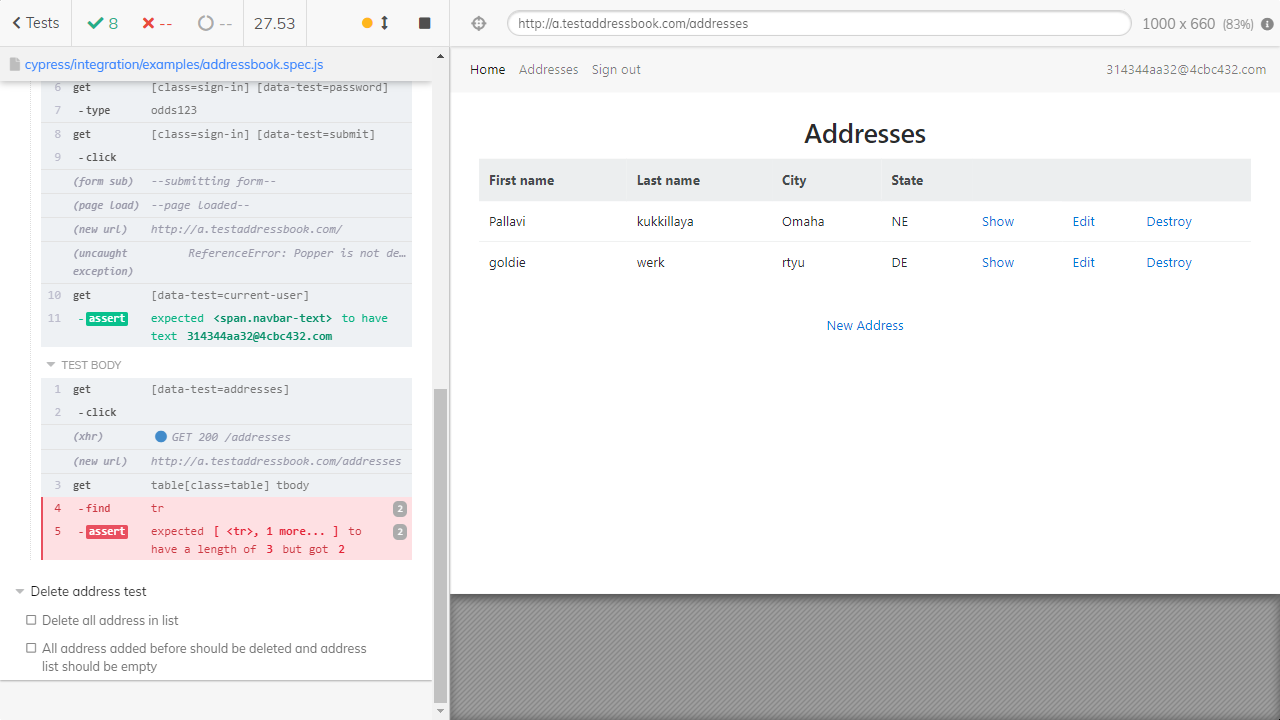 Tests 8 -- -- 27.53
cypress/integration/examples/addressbook.spec.js
6 get [class=sign-in] [data-test=password]
7 -type odds123
8 get [class=sign-in] [data-test=submit]
9 -click
(form sub) --submitting form--
(page load) --page loaded--
(new url) http://a.testaddressbook.com/
(uncaught exception) ReferenceError: Popper is not de…
10 get [data-test=current-user]
11 -assert expected <span.navbar-text> to have
text 314344aa32@4cbc432.com
TEST BODY
1 get [data-test=addresses]
2 -click
(xhr) GET 200 /addresses
(new url) http://a.testaddressbook.com/addresses
3 get table[class=table] tbody
4 -find tr 2
5 -assert expected [ <tr>, 1 more... ] to 2
have a length of 3 but got 2
Delete address test
Delete all address in list
All address added before should be deleted and address
list should be empty
http://a.testaddressbook.com/addresses 1000 x 660 (83%)
Home Addresses Sign out 314344aa32@4cbc432.com
Addresses
First name Last name City State
Pallavi kukkillaya Omaha NE Show Edit Destroy
goldie werk rtyu DE Show Edit Destroy
New Address